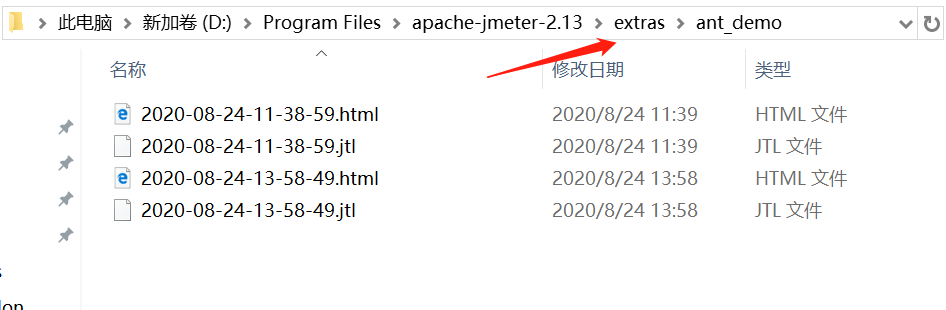 此电脑 新加卷 (D:) Program Files apache-jmeter-2.13 extras ant_demo
名称 修改日期 类型
2020-08-24-11-38-59.html 2020/8/24 11:39 HTML 文件
2020-08-24-11-38-59.jtl 2020/8/24 11:39 JTL 文件
2020-08-24-13-58-49.html 2020/8/24 13:58 HTML 文件
2020-08-24-13-58-49.jtl 2020/8/24 13:58 JTL 文件